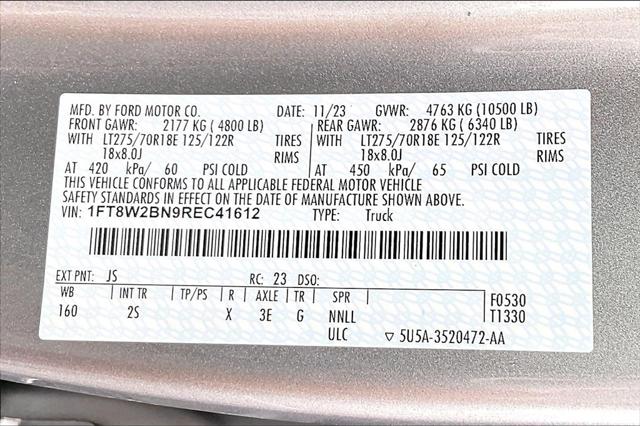 MFD. BY FORD MOTOR CO. DATE: 11/23 GVWR: 4763 KG (10500 LB)
FRONT GAWR: 2177 KG ( 4800 LB) REAR GAWR: 2876 KG ( 6340 LB)
WITH LT275/70R18E 125/122R TIRES WITH LT275/70R18E 125/122R TIRES
18x8.0J RIMS 18x8.0J RIMS
AT 420 kPa/ 60 PSI COLD AT 450 kPa/ 65 PSI COLD
THIS VEHICLE CONFORMS TO ALL APPLICABLE FEDERAL MOTOR VEHICLE
SAFETY STANDARDS IN EFFECT ON THE DATE OF MANUFACTURE SHOWN ABOVE.
VIN: 1FT8W2BN9REC41612 TYPE: Truck
EXT PNT: JS RC: 23 DSO:
WB INT TR TP/PS R AXLE TR SPR F0530
160 2S X 3E G NNLL T1330
ULC ▽ 5U5A-3520472-AA